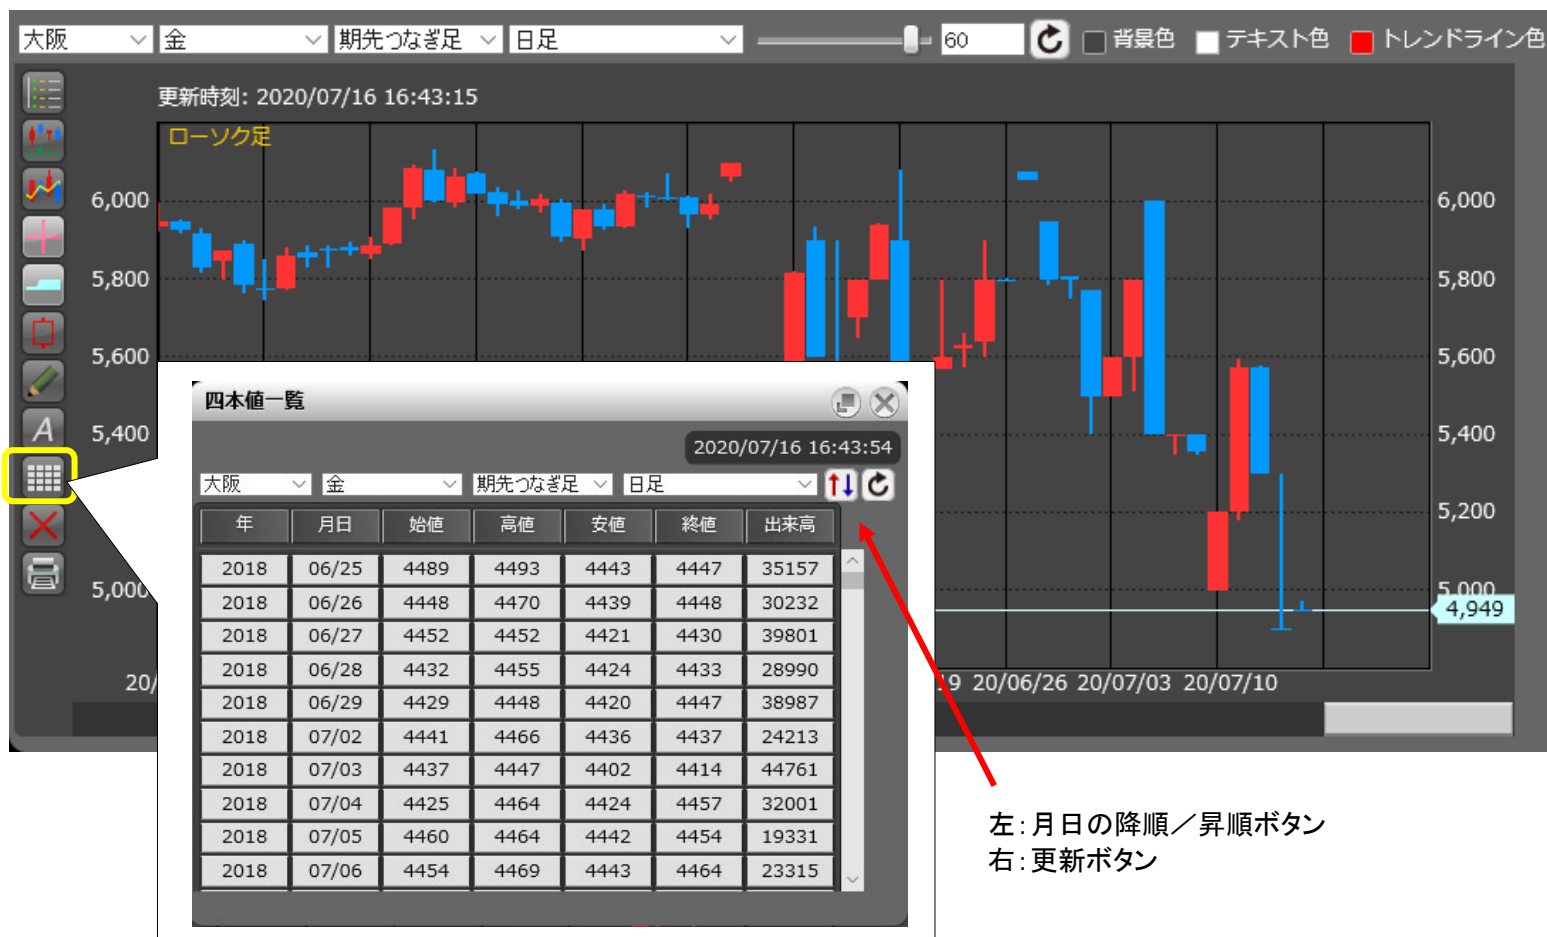 大阪 金 期先つなぎ足 日足 60 背景色 テキスト色 トレンドライン色
更新時刻: 2020/07/16 16:43:15
ローソク足
6,000 6,000
5,800 5,800
5,600 5,600
5,400 5,400
5,200
5,000 5,000
4,949
20/ 19 20/06/26 20/07/03 20/07/10
A
四本値一覧
2020/07/16 16:43:54
大阪 金 期先つなぎ足 日足
年 月日 始値 高値 安値 終値 出来高
2018 06/25 4489 4493 4443 4447 35157
2018 06/26 4448 4470 4439 4448 30232
2018 06/27 4452 4452 4421 4430 39801
2018 06/28 4432 4455 4424 4433 28990
2018 06/29 4429 4448 4420 4447 38987
2018 07/02 4441 4466 4436 4437 24213
2018 07/03 4437 4447 4402 4414 44761
2018 07/04 4425 4464 4424 4457 32001
2018 07/05 4460 4464 4442 4454 19331
2018 07/06 4454 4469 4443 4464 23315
左：月日の降順／昇順ボタン
右：更新ボタン